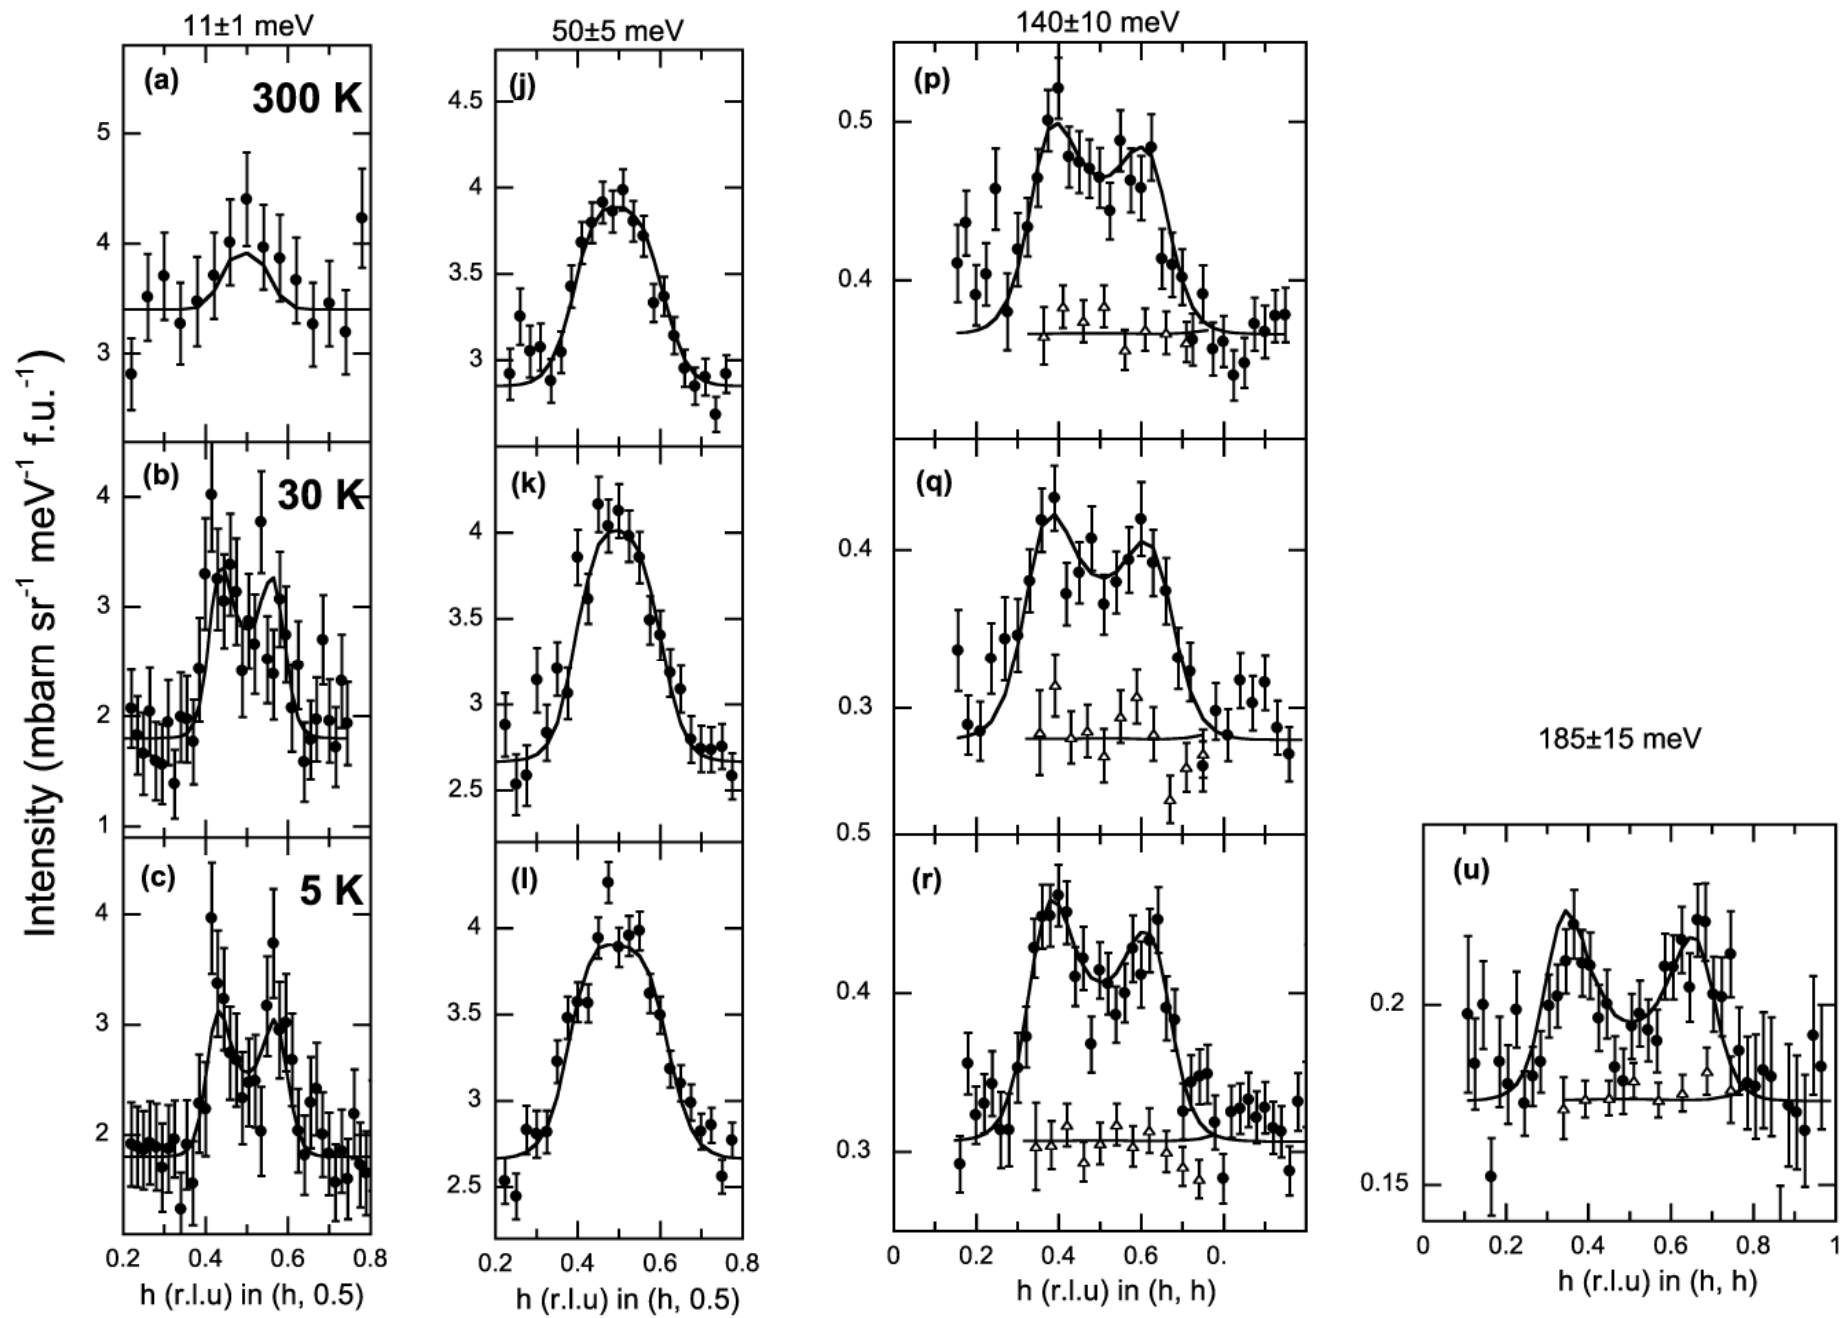 11±1 meV
50±5 meV
140±10 meV
185±15 meV
Intensity (mbarn sr⁻¹ meV⁻¹ f.u.⁻¹)
(a)
300 K
5
4
3
(b)
30 K
4
3
2
1
(c)
5 K
4
3
2
0.2 0.4 0.6 0.8
h (r.l.u) in (h, 0.5)
(j)
4.5
4
3.5
3
(k)
4
3.5
3
2.5
(l)
4
3.5
3
2.5
0.2 0.4 0.6 0.8
h (r.l.u) in (h, 0.5)
(p)
0.5
0.4
(q)
0.4
0.3
0.5
(r)
0.4
0.3
0 0.2 0.4 0.6 0.
h (r.l.u) in (h, h)
(u)
0.2
0.15
0 0.2 0.4 0.6 0.8 1
h (r.l.u) in (h, h)